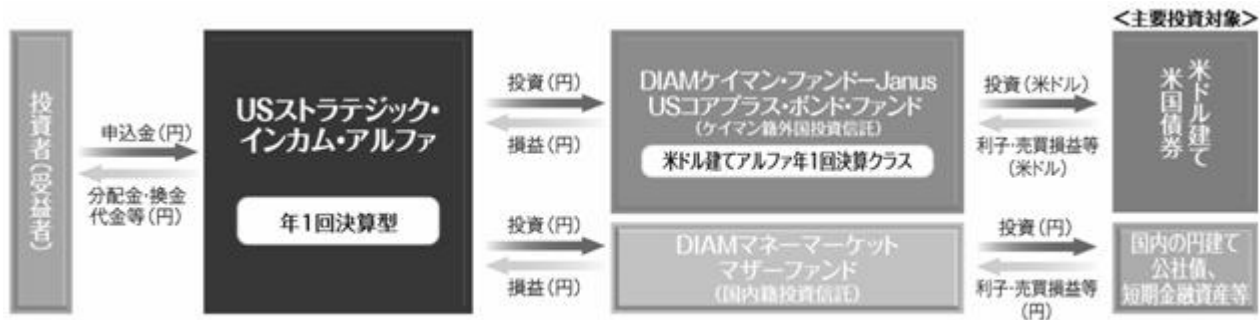 <主要投資対象>
投資者(受益者)
申込金(円)
分配金・換金
代金等(円)
USストラテジック・
インカム・アルファ
年1回決算型
投資(円)
損益(円)
投資(円)
損益(円)
DIAMケイマン・ファンドーJanus
USコアプラス・ボンド・ファンド
(ケイマン籍外国投資信託)
米ドル建てアルファ年1回決算クラス
DIAMマネーマーケット
マザーファンド
(国内籍投資信託)
投資(米ドル)
利子・売買損益等
(米ドル)
投資(円)
利子・売買損益等
(円)
米ドル建て
米国債券
国内の円建て
公社債、
短期金融資産等